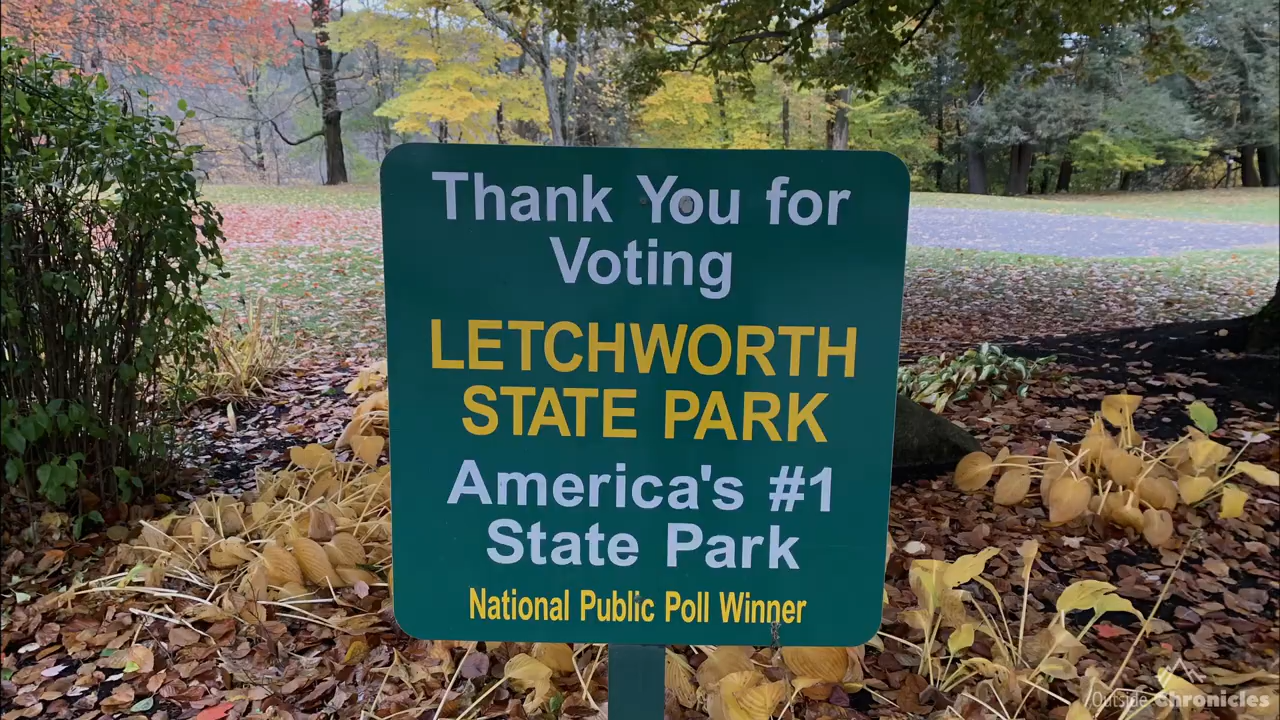 Thank You for
Voting
LETCHWORTH
STATE PARK
America's #1
State Park
National Public Poll Winner
Outside Chronicles